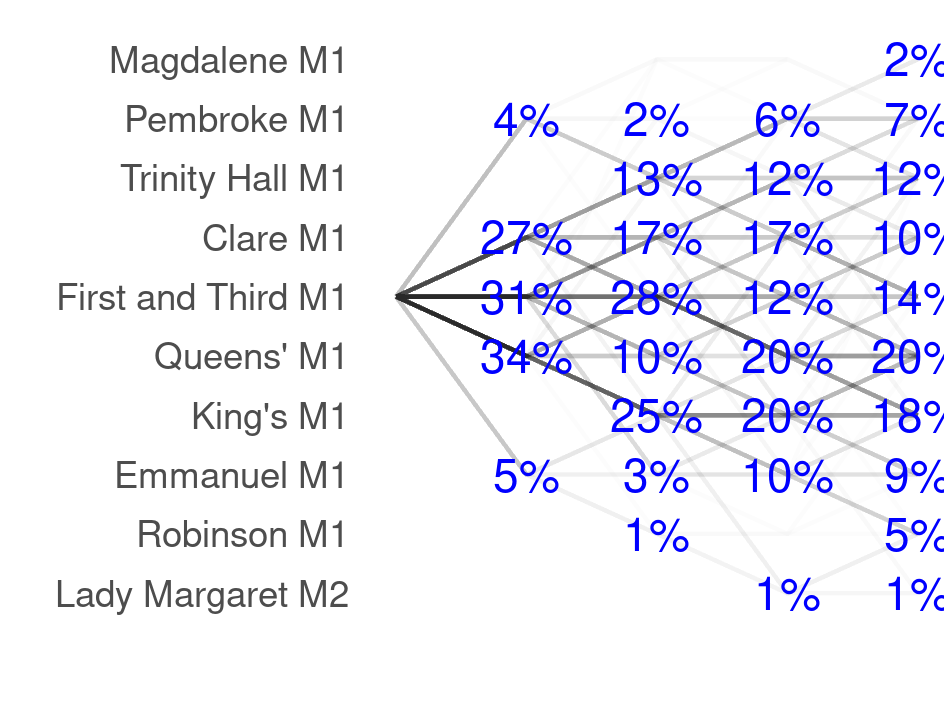 Magdalene M1 2%
Pembroke M1 4% 2% 6% 7%
Trinity Hall M1 13% 12% 12%
Clare M1 27% 17% 17% 10%
First and Third M1 31% 28% 12% 14%
Queens' M1 34% 10% 20% 20%
King's M1 25% 20% 18%
Emmanuel M1 5% 3% 10% 9%
Robinson M1 1% 5%
Lady Margaret M2 1% 1%